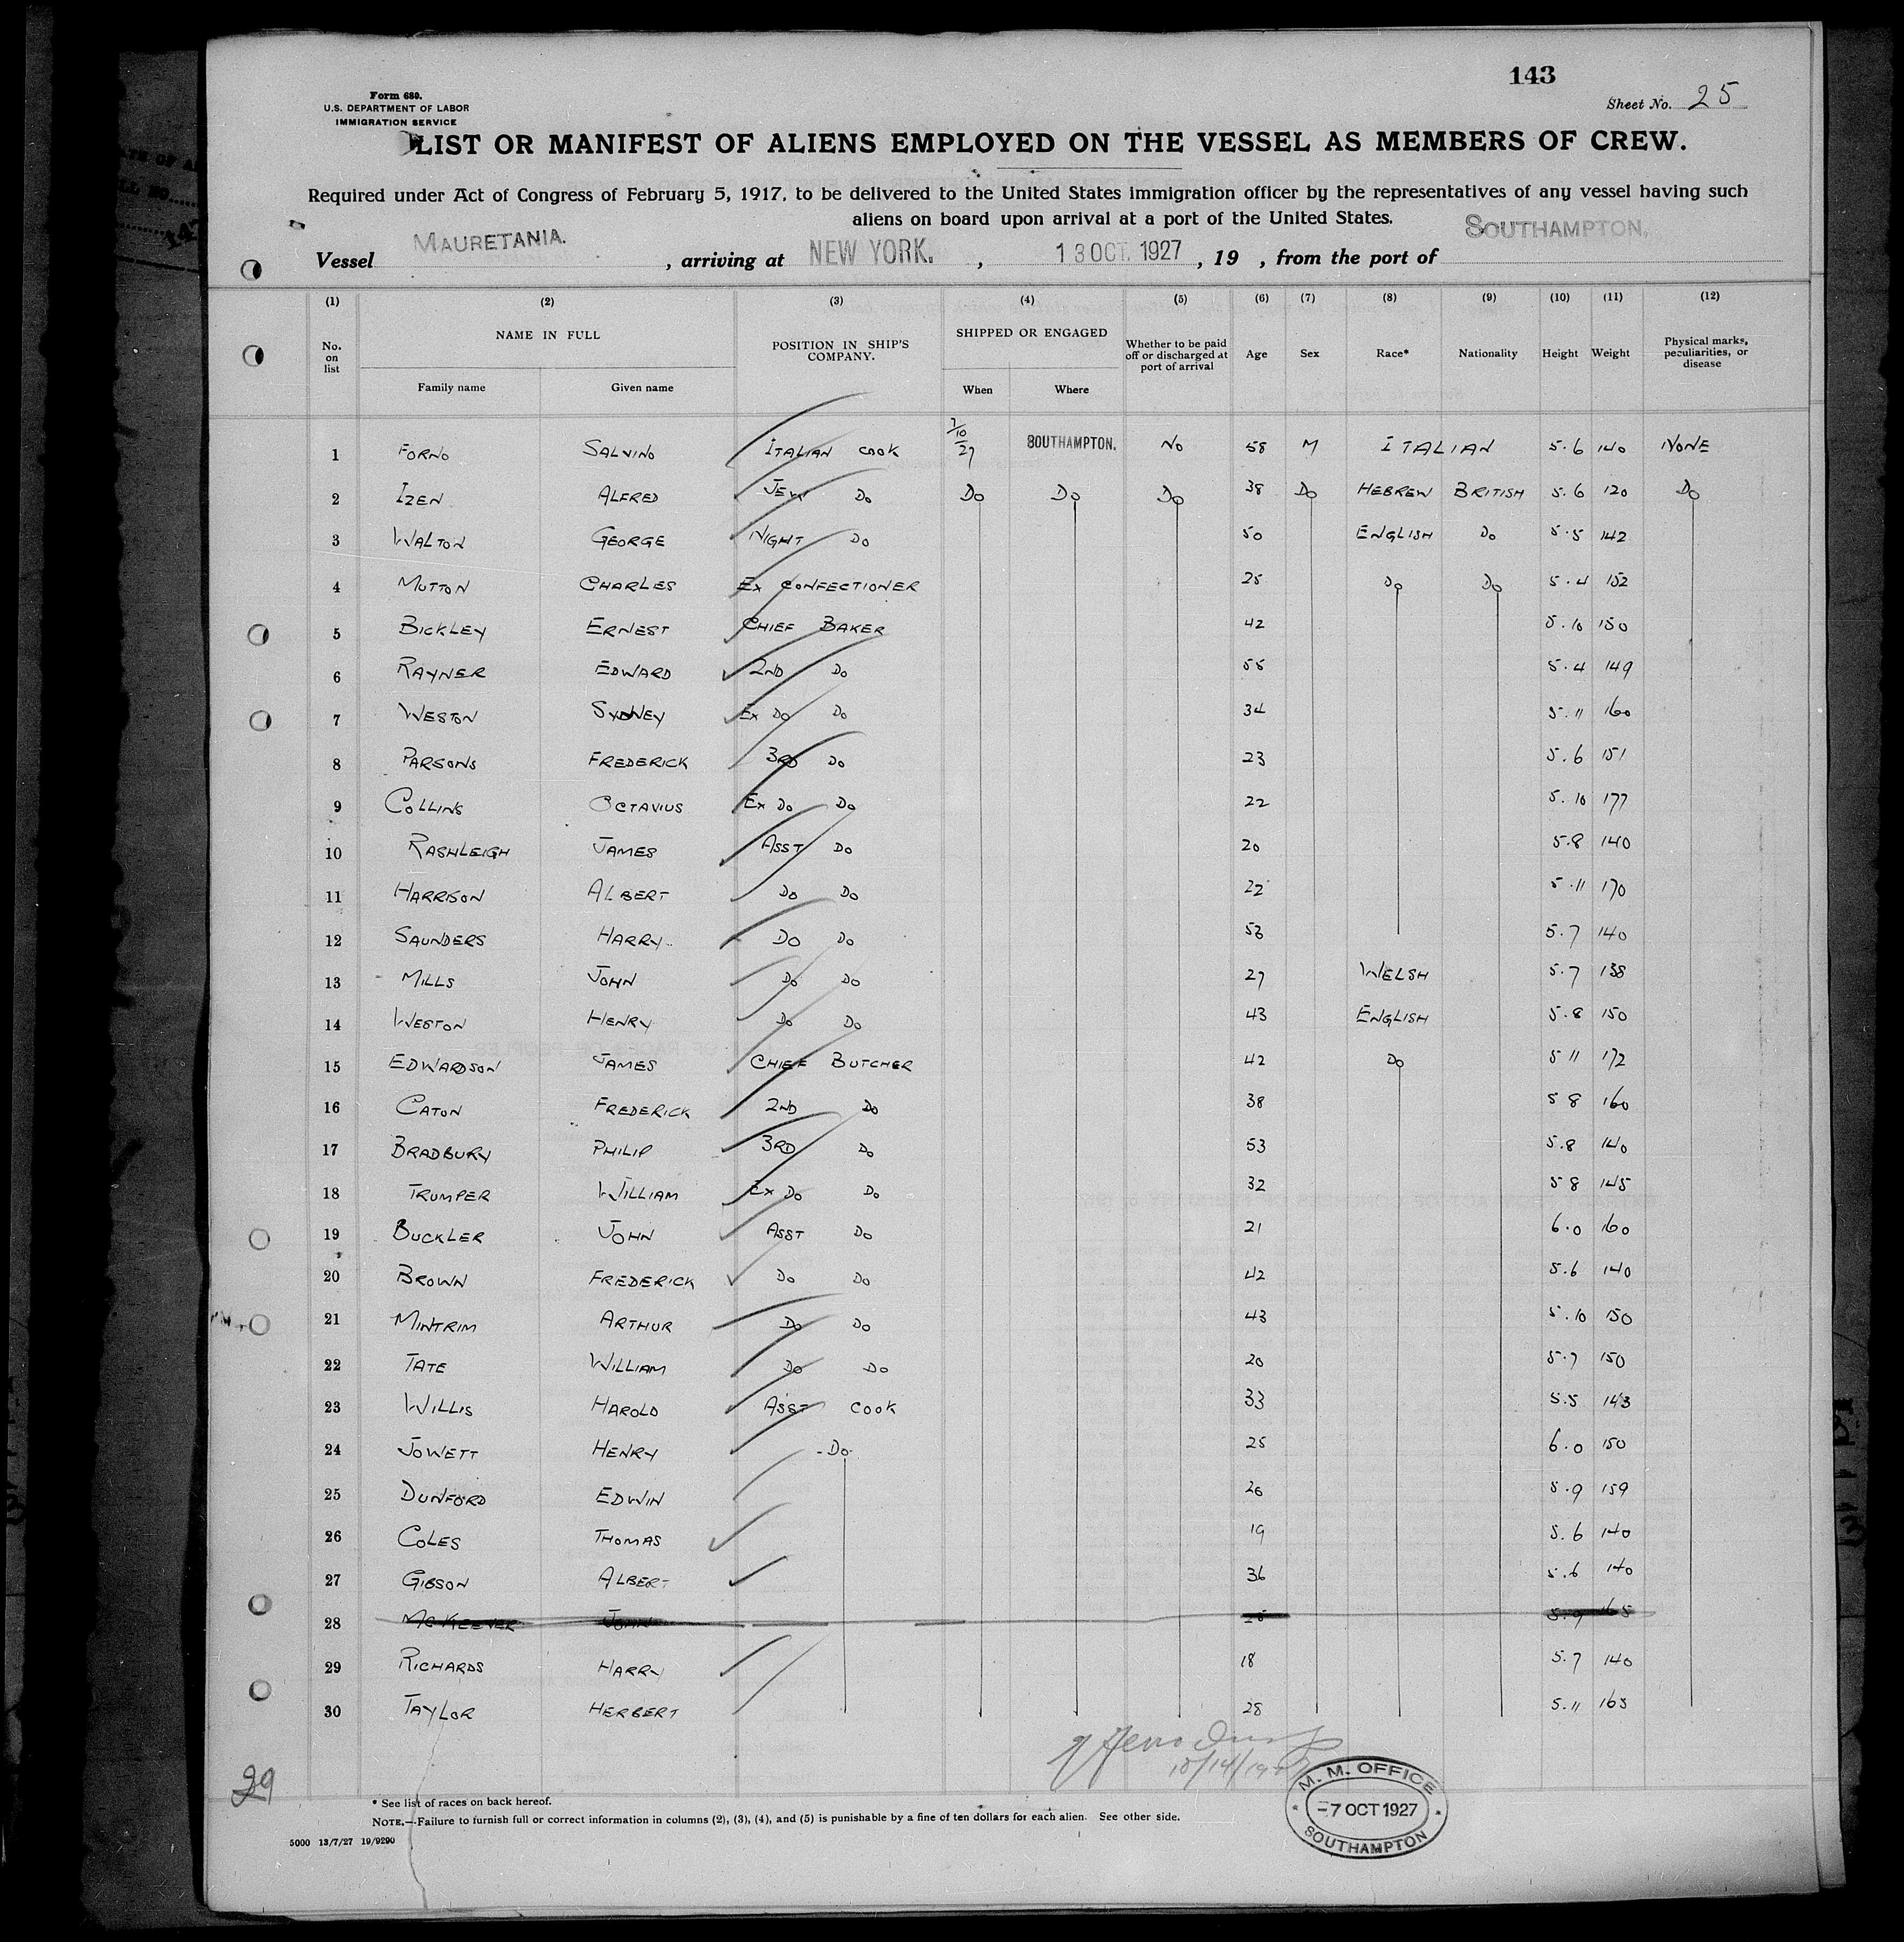 143
Form 680.
U.S. DEPARTMENT OF LABOR
IMMIGRATION SERVICE
Sheet No. 25
LIST OR MANIFEST OF ALIENS EMPLOYED ON THE VESSEL AS MEMBERS OF CREW.
Required under Act of Congress of February 5, 1917, to be delivered to the United States immigration officer by the representatives of any vessel having such
aliens on board upon arrival at a port of the United States.
Vessel MAURETANIA. , arriving at NEW YORK. , 13 OCT. 1927 , 19 , from the port of SOUTHAMPTON.
(1) (2) (3) (4) (5) (6) (7) (8) (9) (10) (11) (12)
No. on list NAME IN FULL POSITION IN SHIP'S COMPANY. SHIPPED OR ENGAGED Whether to be paid off or discharged at port of arrival Age Sex Race* Nationality Height Weight Physical marks, peculiarities, or disease
Family name Given name When Where
1 FORNO SALVINO ITALIAN COOK 7/10/27 SOUTHAMPTON. NO 58 M ITALIAN 5.6 140 NONE
2 IZEN ALFRED JEW DO DO DO DO 38 DO HEBREW BRITISH 5.6 120 DO
3 WALTON GEORGE NIGHT DO 50 ENGLISH DO 5.5 142
4 MUTTON CHARLES EX CONFECTIONER 25 DO DO 5.4 152
5 BICKLEY ERNEST CHIEF BAKER 42 5.10 150
6 RAYNER EDWARD 2ND DO 55 5.4 149
7 WESTON SYDNEY EX DO DO 34 5.11 160
8 PARSONS FREDERICK 3RD DO 23 5.6 151
9 COLLINS OCTAVIUS EX DO DO 22 5.10 177
10 RASHLEIGH JAMES ASST DO 20 5.8 140
11 HARRISON ALBERT DO DO 22 5.11 170
12 SAUNDERS HARRY DO DO 53 5.7 140
13 MILLS JOHN DO DO 27 WELSH 5.7 138
14 WESTON HENRY DO DO 43 ENGLISH 5.8 150
15 EDWARDSON JAMES CHIEF BUTCHER 42 DO 5 11 172
16 CATON FREDERICK 2ND DO 38 5 8 160
17 BRADBURY PHILIP 3RD DO 53 5.8 140
18 TRUMPER WILLIAM EX DO DO 32 5 8 145
19 BUCKLER JOHN ASST DO 21 6.0 160
20 BROWN FREDERICK DO DO 42 5.6 140
21 MINTRIM ARTHUR DO DO 43 5.10 150
22 TATE WILLIAM DO DO 20 5.7 150
23 WILLIS HAROLD ASST COOK 33 5.5 143
24 JOWETT HENRY DO 25 6.0 150
25 DUNFORD EDWIN 26 5.9 159
26 COLES THOMAS 19 5.6 140
27 GIBSON ALBERT 36 5.6 140
28 MCKEEVER JOHN 5.9 165
29 RICHARDS HARRY 18 5.7 140
30 TAYLOR HERBERT 28 5.11 163
10/14/1927
29
M. M. OFFICE
-7 OCT 1927
SOUTHAMPTON
* See list of races on back hereof.
NOTE.—Failure to furnish full or correct information in columns (2), (3), (4), and (5) is punishable by a fine of ten dollars for each alien. See other side.
5000 13/7/27 19/9290